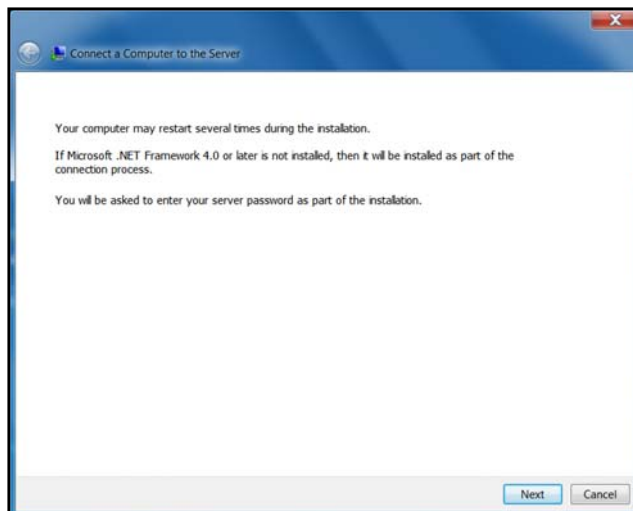 Connect a Computer to the Server
Your computer may restart several times during the installation.
If Microsoft .NET Framework 4.0 or later is not installed, then it will be installed as part of the
connection process.
You will be asked to enter your server password as part of the installation.
Next Cancel